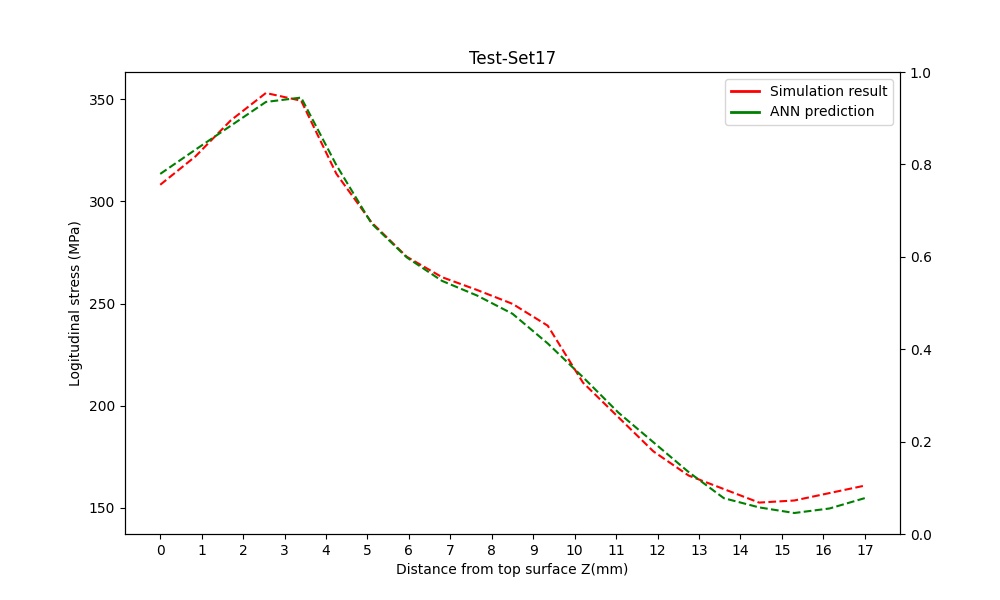 Test-Set17
Simulation result
ANN prediction
350
300
250
200
150
Logitudinal stress (MPa)
1.0
0.8
0.6
0.4
0.2
0.0
0 1 2 3 4 5 6 7 8 9 10 11 12 13 14 15 16 17
Distance from top surface Z(mm)